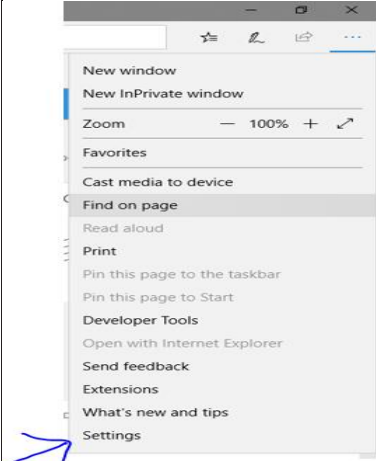 New window
New InPrivate window
Zoom — 100% +
Favorites
Cast media to device
Find on page
Read aloud
Print
Pin this page to the taskbar
Pin this page to Start
Developer Tools
Open with Internet Explorer
Send feedback
Extensions
What's new and tips
Settings